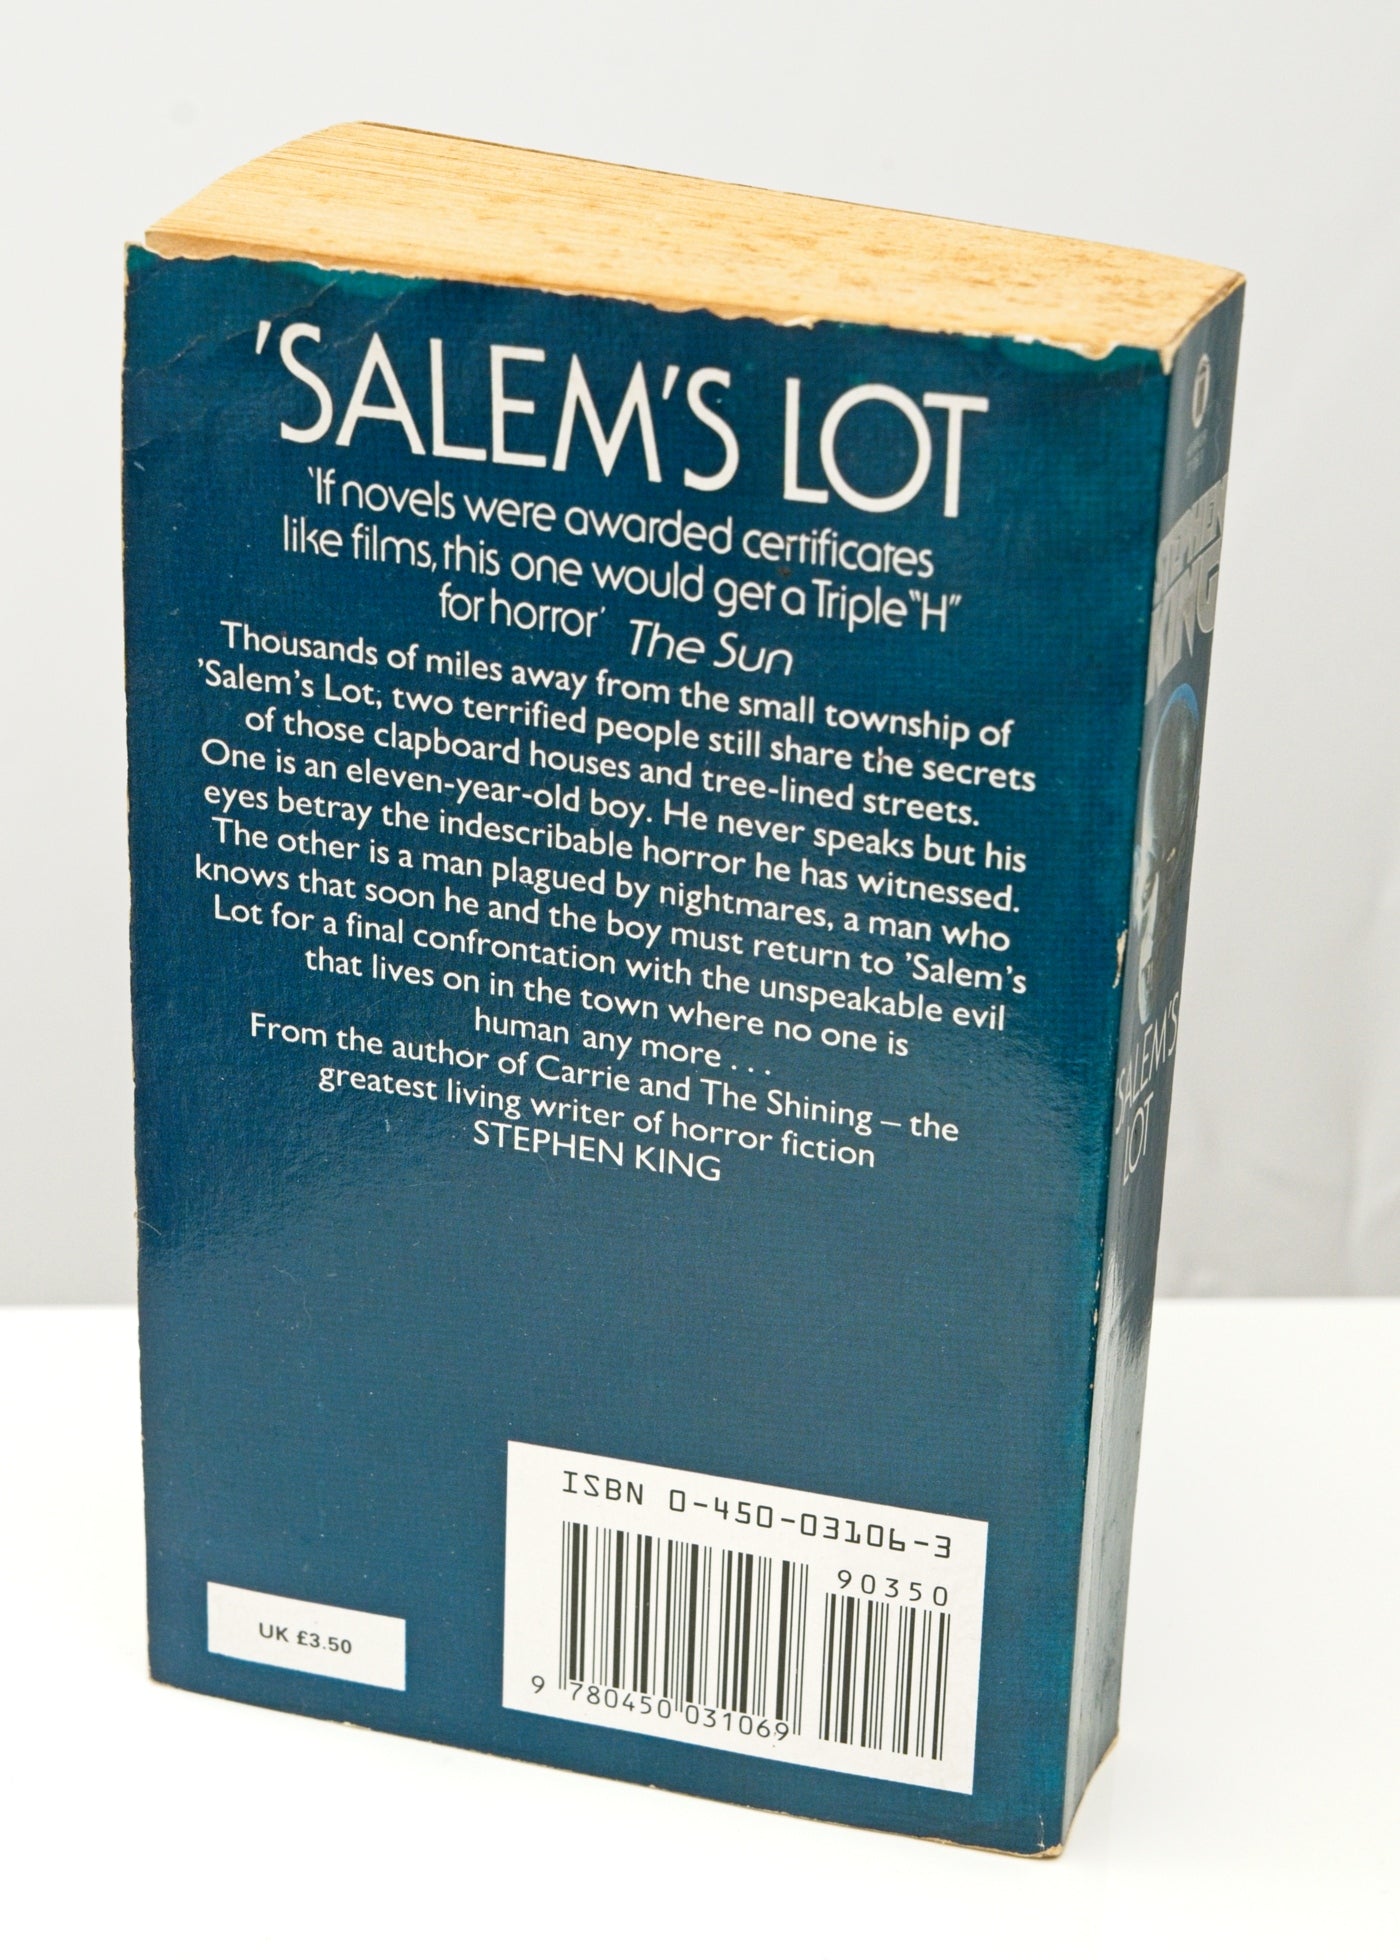 'SALEM'S LOT
'If novels were awarded certificates
like films, this one would get a Triple "H"
for horror' The Sun
Thousands of miles away from the small township of
'Salem's Lot, two terrified people still share the secrets
of those clapboard houses and tree-lined streets.
One is an eleven-year-old boy. He never speaks but his
eyes betray the indescribable horror he has witnessed.
The other is a man plagued by nightmares, a man who
knows that soon he and the boy must return to 'Salem's
Lot for a final confrontation with the unspeakable evil
that lives on in the town where no one is
human any more . . .
From the author of Carrie and The Shining – the
greatest living writer of horror fiction
STEPHEN KING
UK £3.50
ISBN 0-450-03106-3
90350
9 780450 031069
STEPHEN
KING
'SALEM'S
LOT